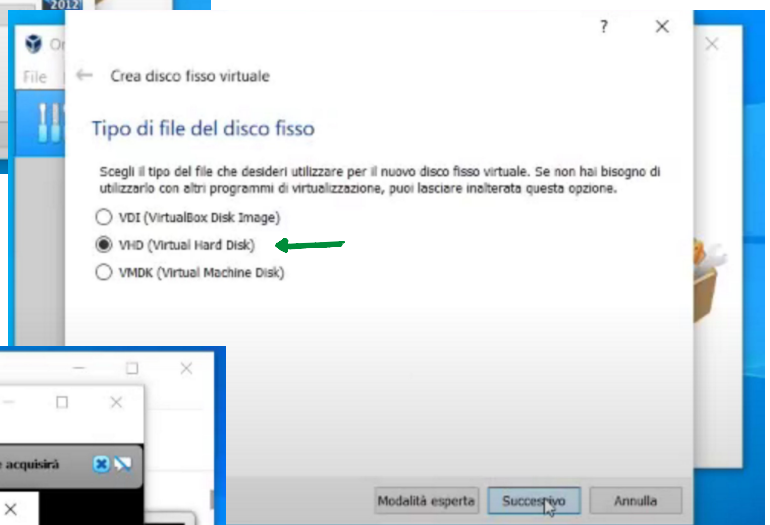 2012
File
Crea disco fisso virtuale
Tipo di file del disco fisso
Scegli il tipo del file che desideri utilizzare per il nuovo disco fisso virtuale. Se non hai bisogno di
utilizzarlo con altri programmi di virtualizzazione, puoi lasciare inalterata questa opzione.
VDI (VirtualBox Disk Image)
VHD (Virtual Hard Disk)
VMDK (Virtual Machine Disk)
e acquisirà
Modalità esperta Successivo Annulla